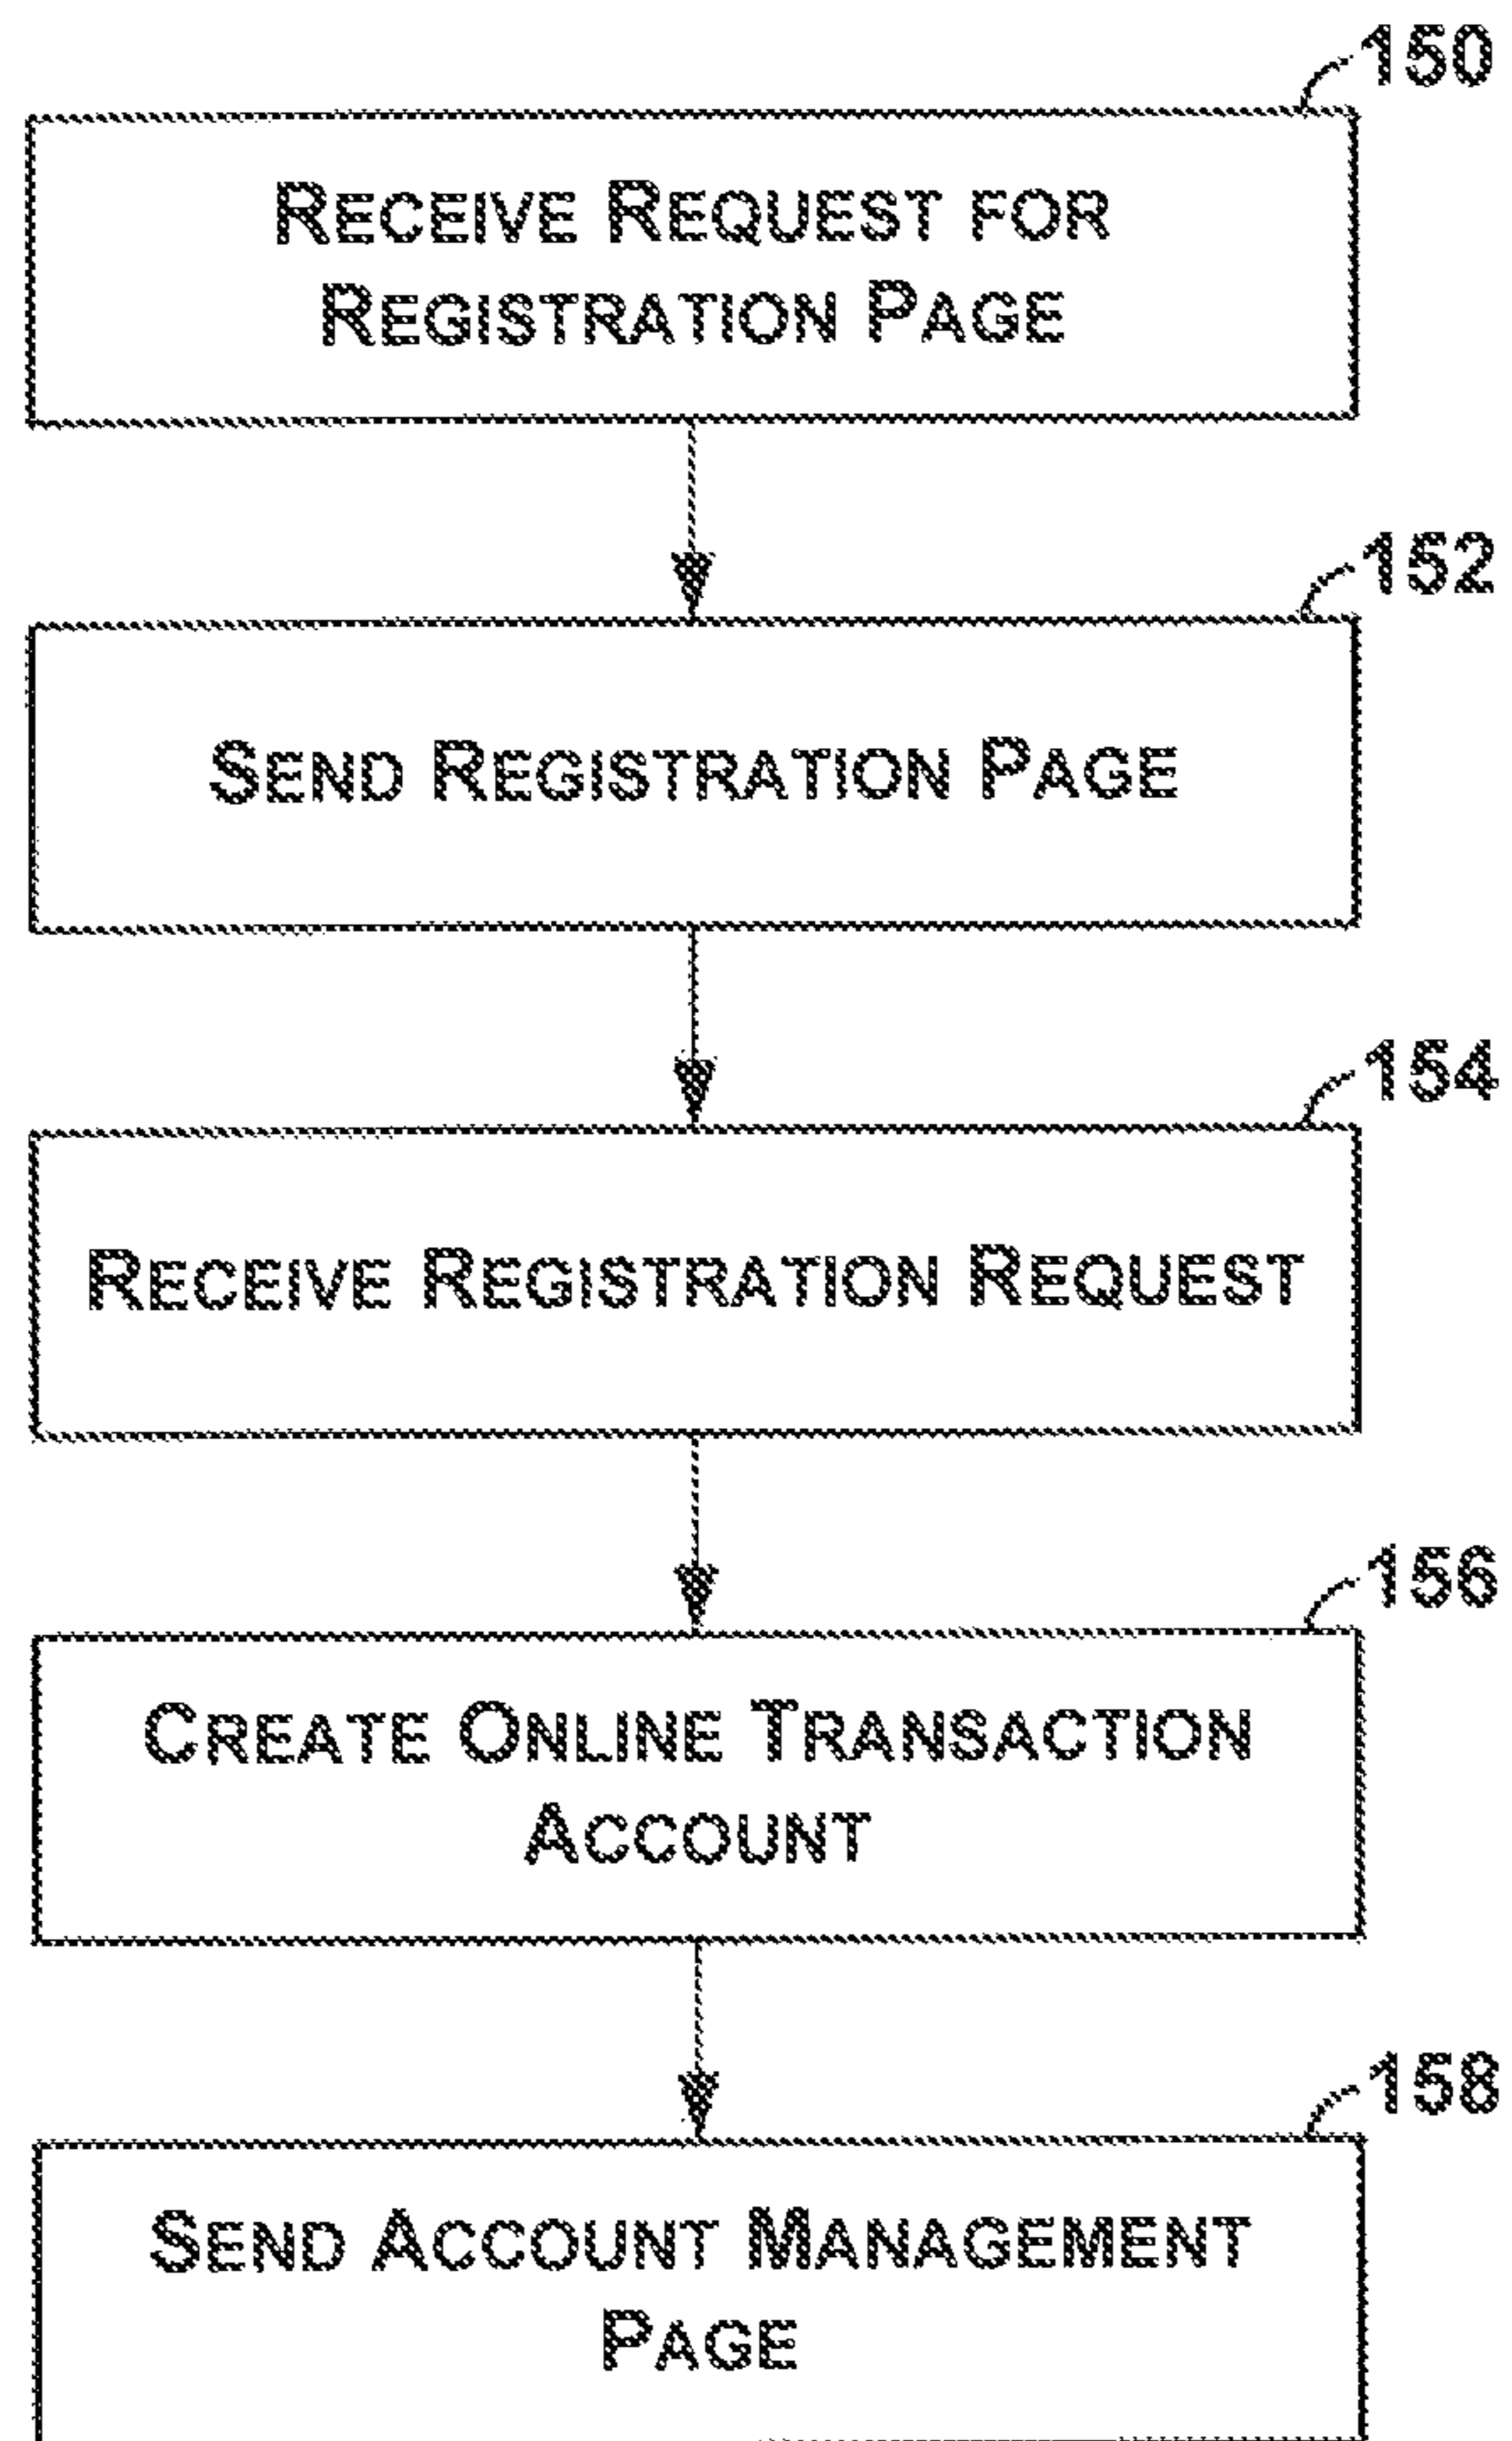 150
RECEIVE REQUEST FOR
REGISTRATION PAGE
152
SEND REGISTRATION PAGE
154
RECEIVE REGISTRATION REQUEST
156
CREATE ONLINE TRANSACTION
ACCOUNT
158
SEND ACCOUNT MANAGEMENT
PAGE